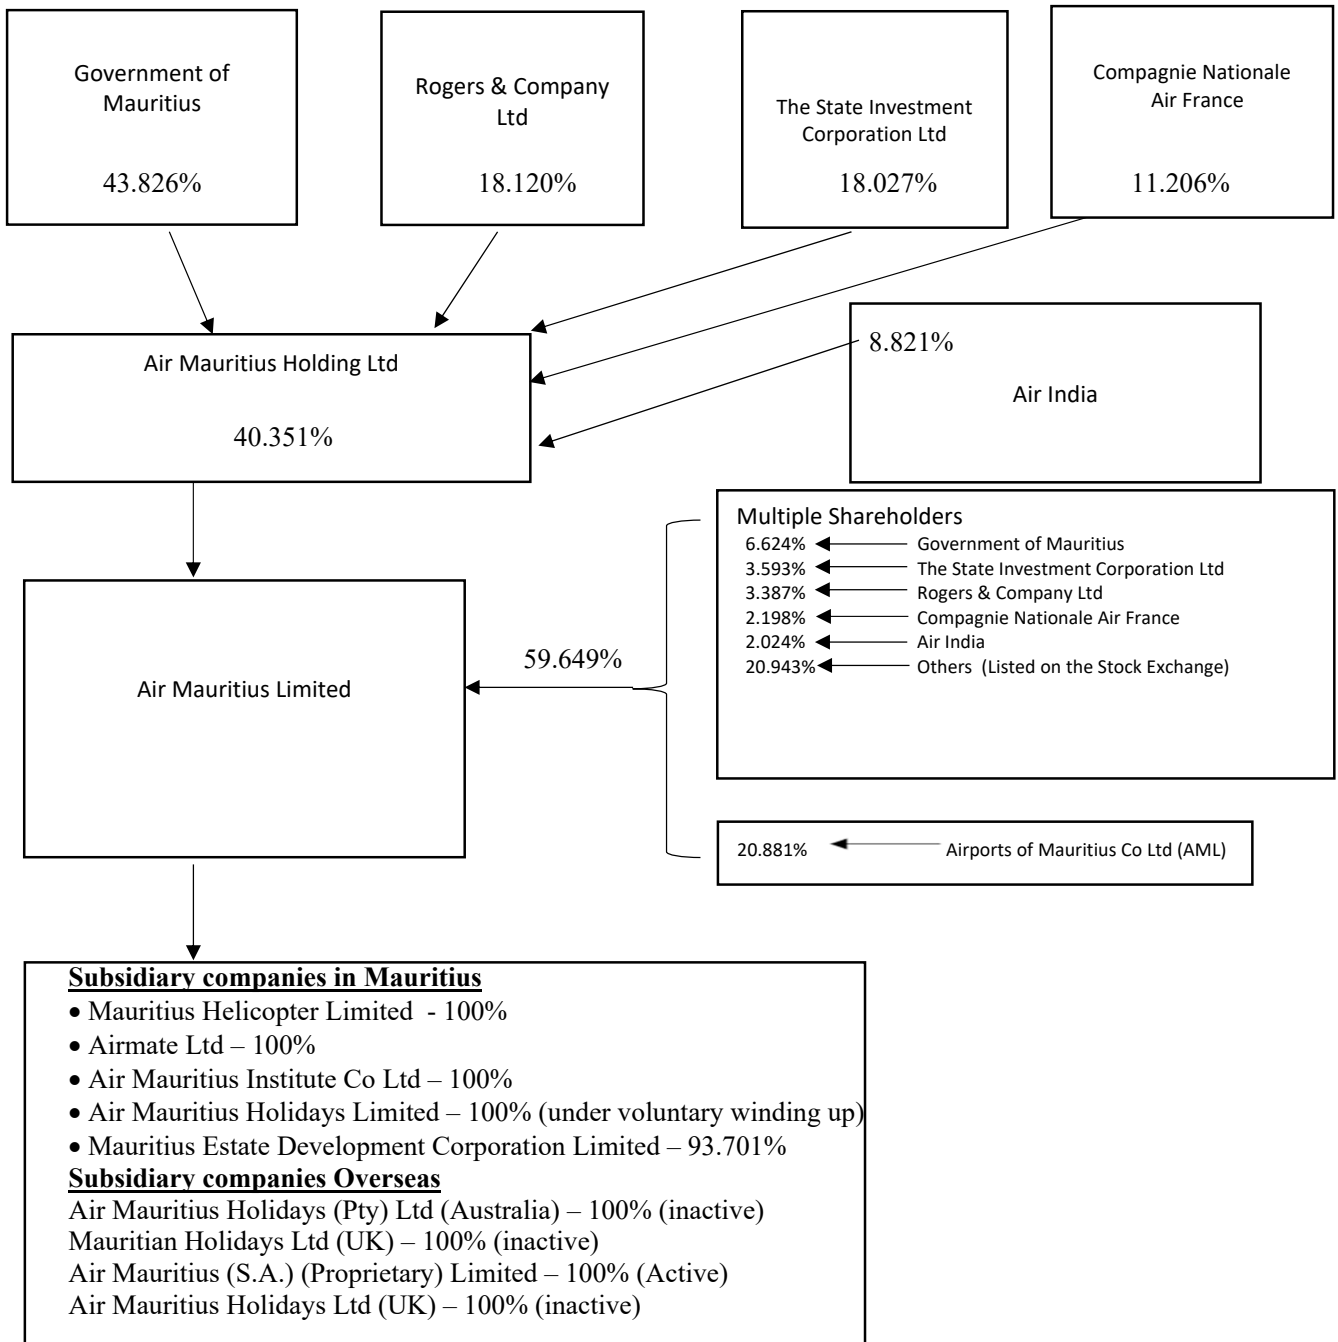 Government of
Mauritius
43.826%
Rogers & Company
Ltd
18.120%
The State Investment
Corporation Ltd
18.027%
Compagnie Nationale
Air France
11.206%
Air Mauritius Holding Ltd
40.351%
8.821%
Air India
Multiple Shareholders
6.624% Government of Mauritius
3.593% The State Investment Corporation Ltd
3.387% Rogers & Company Ltd
2.198% Compagnie Nationale Air France
2.024% Air India
20.943% Others (Listed on the Stock Exchange)
59.649%
Air Mauritius Limited
20.881% Airports of Mauritius Co Ltd (AML)
Subsidiary companies in Mauritius
• Mauritius Helicopter Limited - 100%
• Airmate Ltd – 100%
• Air Mauritius Institute Co Ltd – 100%
• Air Mauritius Holidays Limited – 100% (under voluntary winding up)
• Mauritius Estate Development Corporation Limited – 93.701%
Subsidiary companies Overseas
Air Mauritius Holidays (Pty) Ltd (Australia) – 100% (inactive)
Mauritian Holidays Ltd (UK) – 100% (inactive)
Air Mauritius (S.A.) (Proprietary) Limited – 100% (Active)
Air Mauritius Holidays Ltd (UK) – 100% (inactive)